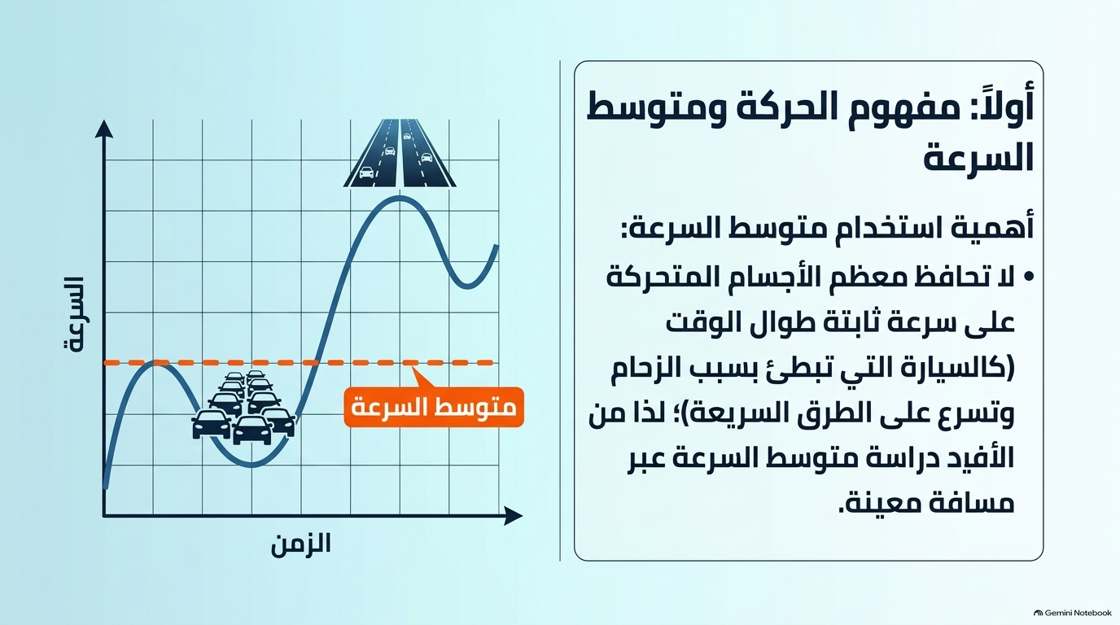 أولاً: مفهوم الحركة ومتوسط
السرعة
أهمية استخدام متوسط السرعة:
• لا تحافظ معظم الأجسام المتحركة
على سرعة ثابتة طوال الوقت
(كالسيارة التي تبطئ بسبب الزحام
وتسرع على الطرق السريعة)؛ لذا من
الأفيد دراسة متوسط السرعة عبر
مسافة معينة.
السرعة
متوسط السرعة
الزمن
Gemini Notebook